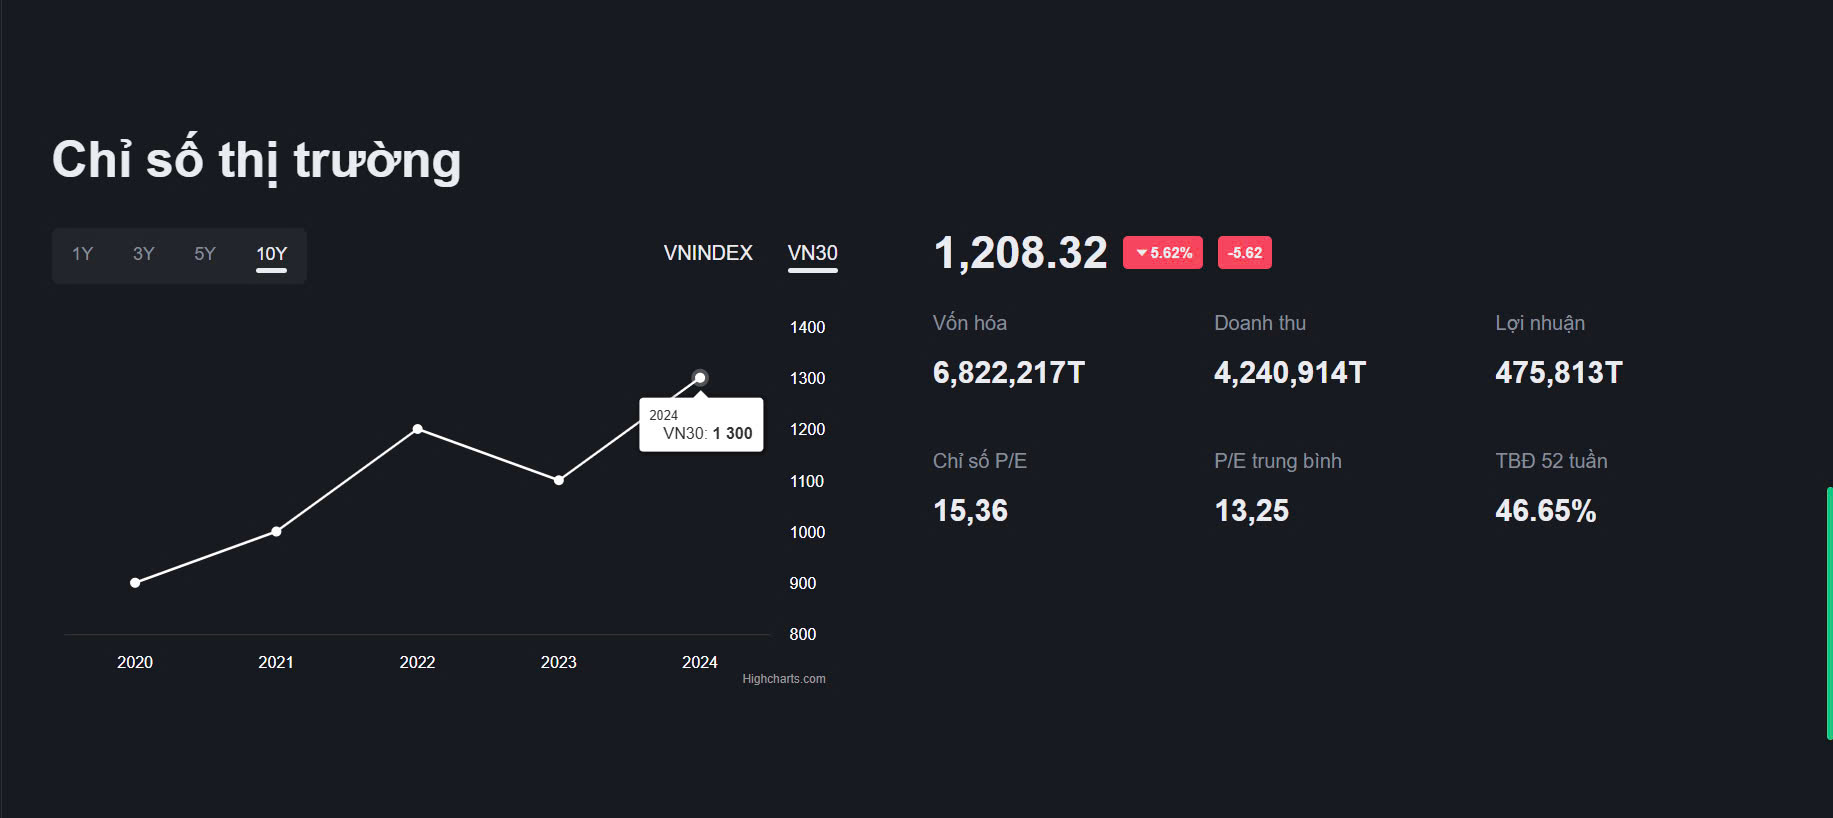 Chỉ số thị trường
1Y 3Y 5Y 10Y
VNINDEX VN30
1400
1300
1200
1100
1000
900
800
2024
VN30: 1 300
2020 2021 2022 2023 2024
Highcharts.com
1,208.32 5.62% -5.62
Vốn hóa Doanh thu Lợi nhuận
6,822,217T 4,240,914T 475,813T
Chỉ số P/E P/E trung bình TBĐ 52 tuần
15,36 13,25 46.65%